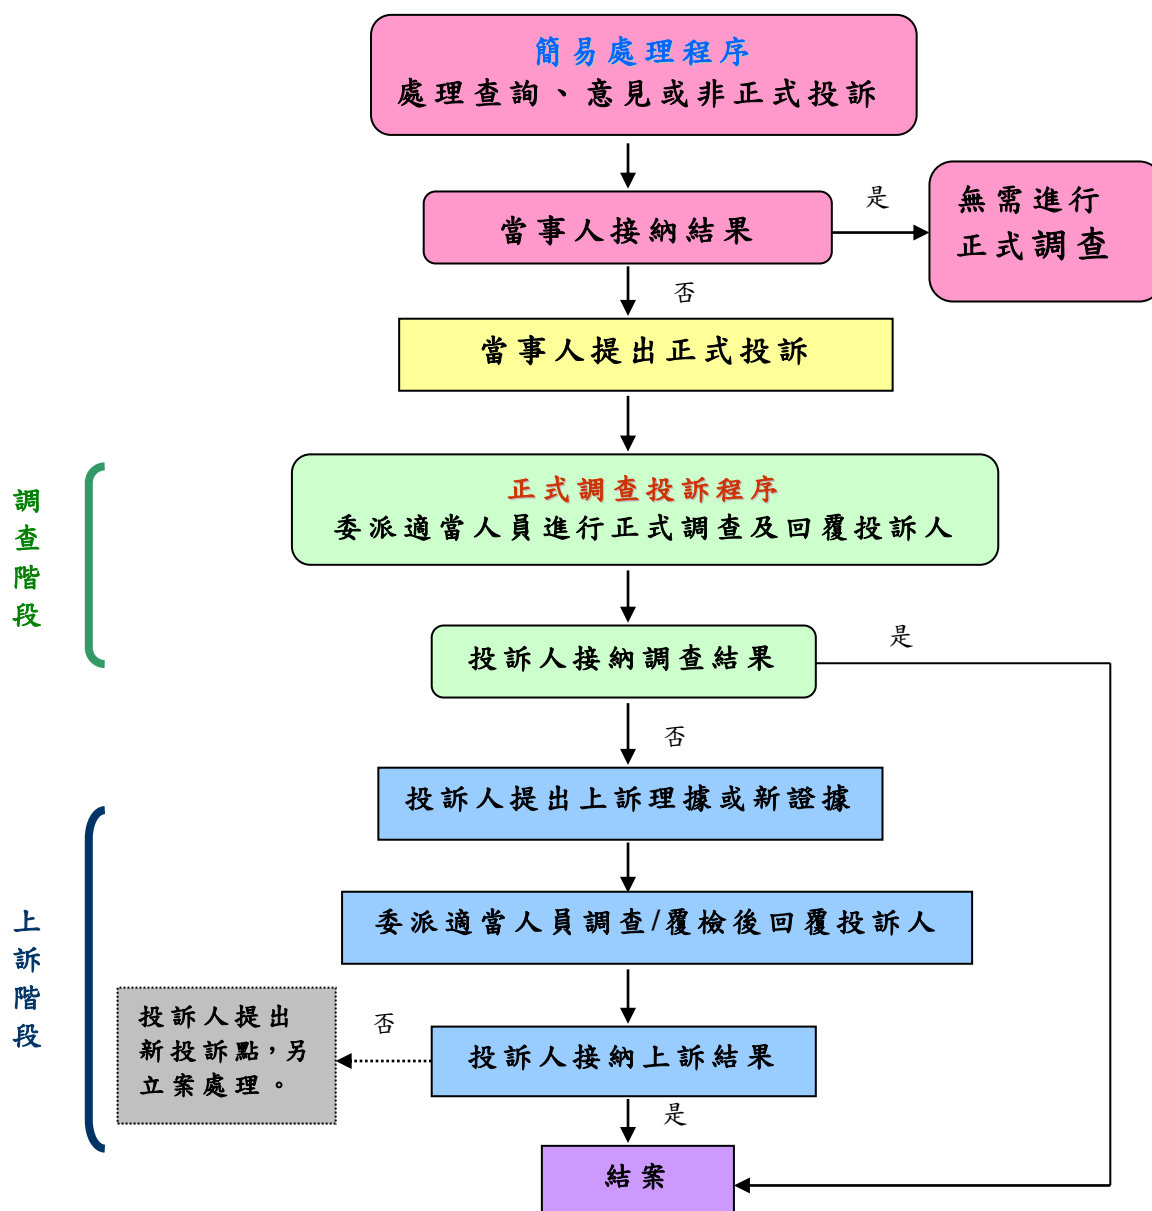 簡易處理程序
處理查詢、意見或非正式投訴
當事人接納結果
是
無需進行
正式調查
否
當事人提出正式投訴
調查階段
正式調查投訴程序
委派適當人員進行正式調查及回覆投訴人
投訴人接納調查結果
是
否
投訴人提出上訴理據或新證據
上訴階段
委派適當人員調查/覆檢後回覆投訴人
投訴人提出
新投訴點，另
立案處理。
否
投訴人接納上訴結果
是
結案